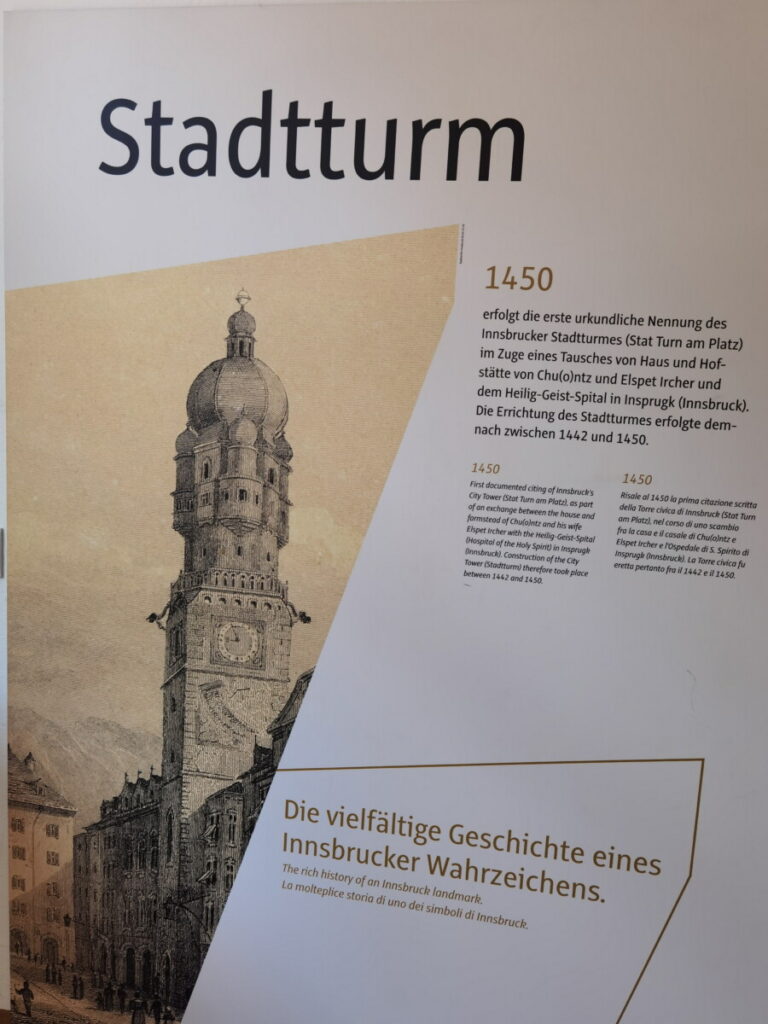 Stadtturm
1450
erfolgt die erste urkundliche Nennung des
Innsbrucker Stadtturmes (Stat Turn am Platz)
im Zuge eines Tausches von Haus und Hof-
stätte von Chu(o)ntz und Elspet Ircher und
dem Heilig-Geist-Spital in Insprugk (Innsbruck).
Die Errichtung des Stadtturmes erfolgte dem-
nach zwischen 1442 und 1450.
1450
First documented citing of Innsbruck's
City Tower (Stat Turn am Platz), as part
of an exchange between the house and
farmstead of Chu(o)ntz and his wife
Elspet Ircher with the Heilig-Geist-Spital
(Hospital of the Holy Spirit) in Insprugk
(Innsbruck). Construction of the City
Tower (Stadtturm) therefore took place
between 1442 and 1450.
1450
Risale al 1450 la prima citazione scritta
della Torre civica di Innsbruck (Stat Turn
am Platz), nel corso di uno scambio
fra la casa e il casale di Chu(o)ntz e
Elspet Ircher e l'Ospedale di S. Spirito di
Insprugk (Innsbruck). La Torre civica fu
eretta pertanto fra il 1442 e il 1450.
Die vielfältige Geschichte eines
Innsbrucker Wahrzeichens.
The rich history of an Innsbruck landmark.
La molteplice storia di uno dei simboli di Innsbruck.